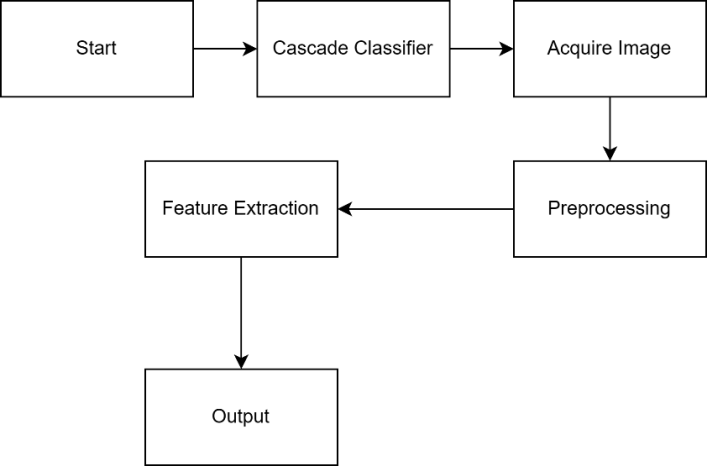 Start
Cascade Classifier
Acquire Image
Preprocessing
Feature Extraction
Output